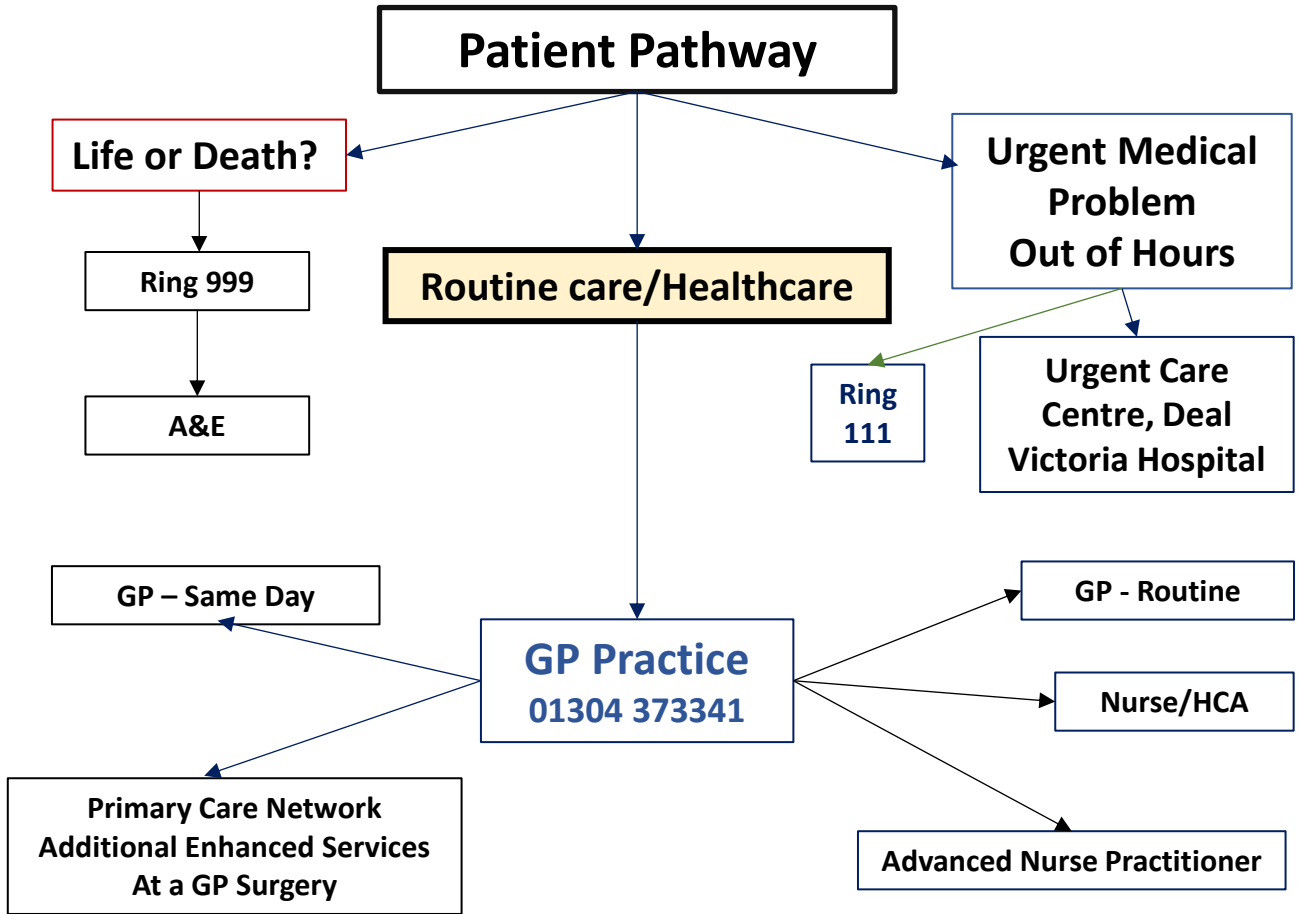 Patient Pathway
Life or Death?
Urgent Medical
Problem
Out of Hours
Ring 999
Routine care/Healthcare
A&E
Ring
111
Urgent Care
Centre, Deal
Victoria Hospital
GP – Same Day
GP - Routine
GP Practice
01304 373341
Nurse/HCA
Primary Care Network
Additional Enhanced Services
At a GP Surgery
Advanced Nurse Practitioner